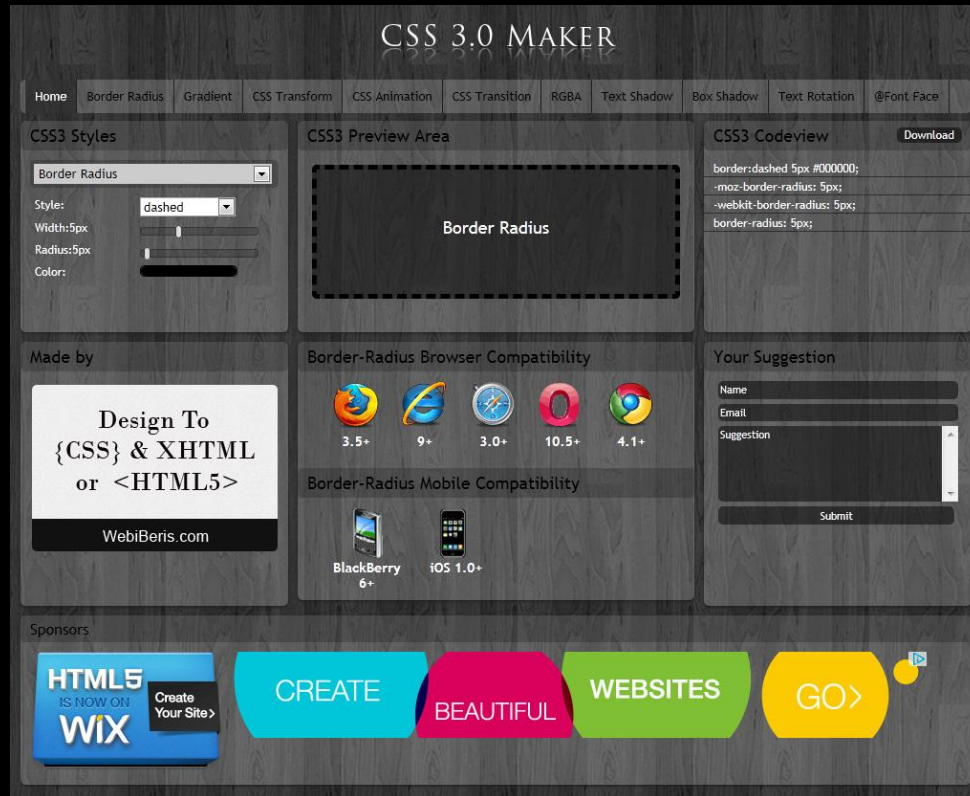 CSS 3.0 Maker
Home Border Radius Gradient CSS Transform CSS Animation CSS Transition RGBA Text Shadow Box Shadow Text Rotation @Font Face
CSS3 Styles
Border Radius
Style: dashed
Width:5px
Radius:5px
Color:
CSS3 Preview Area
Border Radius
CSS3 Codeview Download
border:dashed 5px #000000;
-moz-border-radius: 5px;
-webkit-border-radius: 5px;
border-radius: 5px;
Made by
Design To
{CSS} & XHTML
or <HTML5>
WebiBeris.com
Border-Radius Browser Compatibility
3.5+ 9+ 3.0+ 10.5+ 4.1+
Border-Radius Mobile Compatibility
BlackBerry
6+
iOS 1.0+
Your Suggestion
Name
Email
Suggestion
Submit
Sponsors
HTML5
IS NOW ON
WiX
Create
Your Site>
CREATE
BEAUTIFUL
WEBSITES
GO>